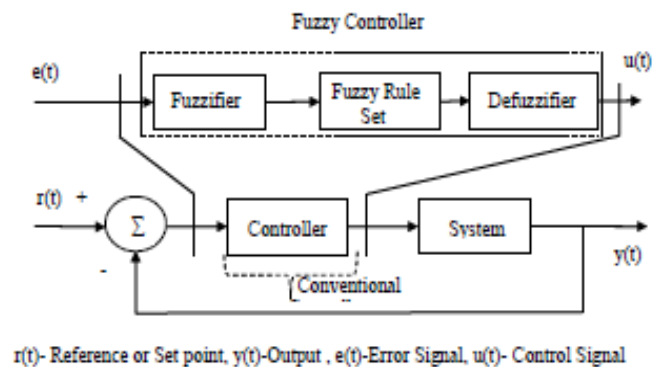 Fuzzy Controller
e(t)
u(t)
Fuzzifier
Fuzzy Rule
Set
Defuzzifier
r(t) +
Σ
-
Controller
System
y(t)
Conventional
r(t)- Reference or Set point, y(t)-Output , e(t)-Error Signal, u(t)- Control Signal